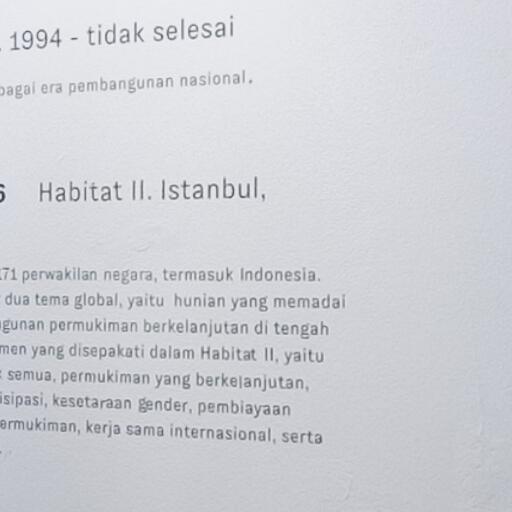 1994 - tidak selesai
bagai era pembangunan nasional.
6 Habitat II. Istanbul,
171 perwakilan negara, termasuk Indonesia.
dua tema global, yaitu hunian yang memadai
gunan permukiman berkelanjutan di tengah
men yang disepakati dalam Habitat II, yaitu
semua, permukiman yang berkelanjutan,
isipasi, kesetaraan gender, pembiayaan
ermukiman, kerja sama internasional, serta